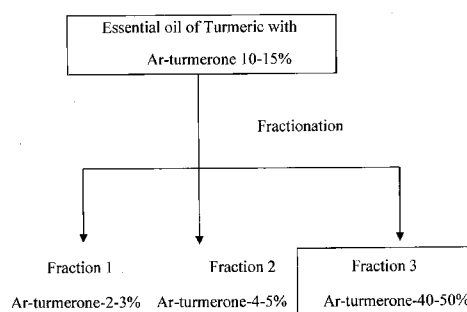 Essential oil of Turmeric with
Ar-turmerone 10-15%
Fractionation
Fraction 1
Fraction 2
Fraction 3
Ar-turmerone-2-3%
Ar-turmerone-4-5%
Ar-turmerone-40-50%